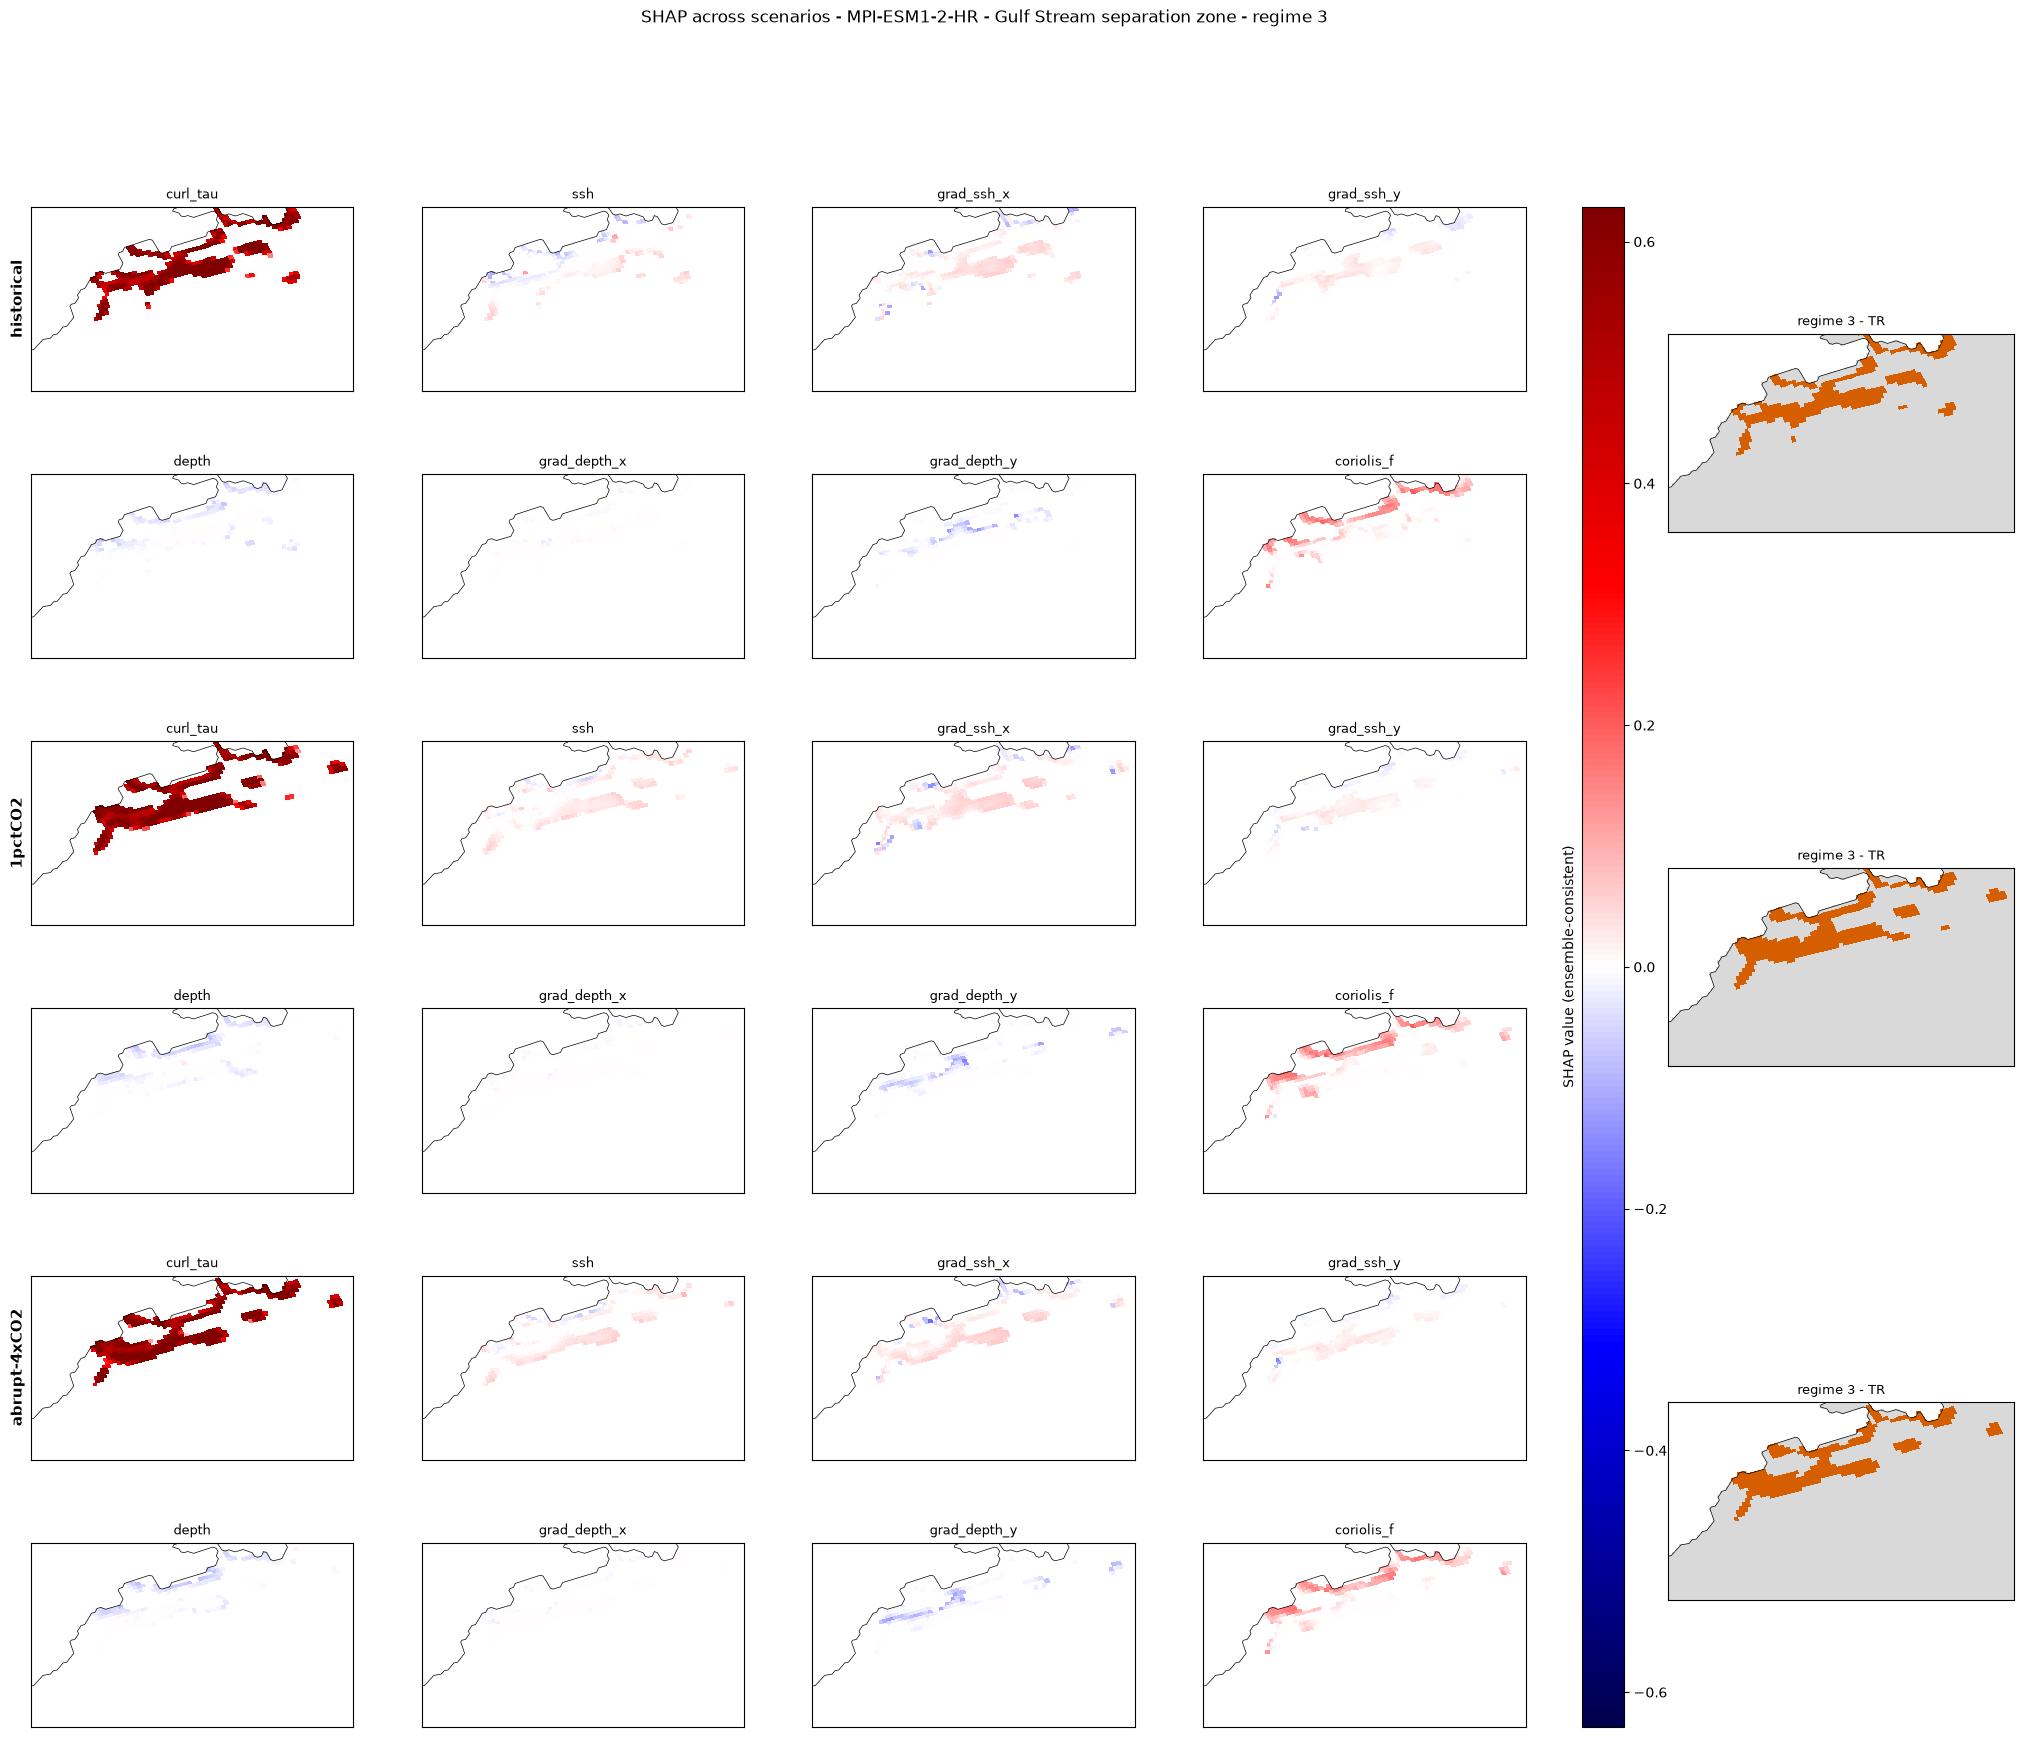 SHAP across scenarios - MPI-ESM1-2-HR - Gulf Stream separation zone - regime 3
curl_tau
ssh
grad_ssh_x
grad_ssh_y
historical
depth
grad_depth_x
grad_depth_y
coriolis_f
curl_tau
ssh
grad_ssh_x
grad_ssh_y
1pctCO2
depth
grad_depth_x
grad_depth_y
coriolis_f
curl_tau
ssh
grad_ssh_x
grad_ssh_y
abrupt-4xCO2
depth
grad_depth_x
grad_depth_y
coriolis_f
SHAP value (ensemble-consistent)
0.6
0.4
0.2
0.0
−0.2
−0.4
−0.6
regime 3 - TR
regime 3 - TR
regime 3 - TR